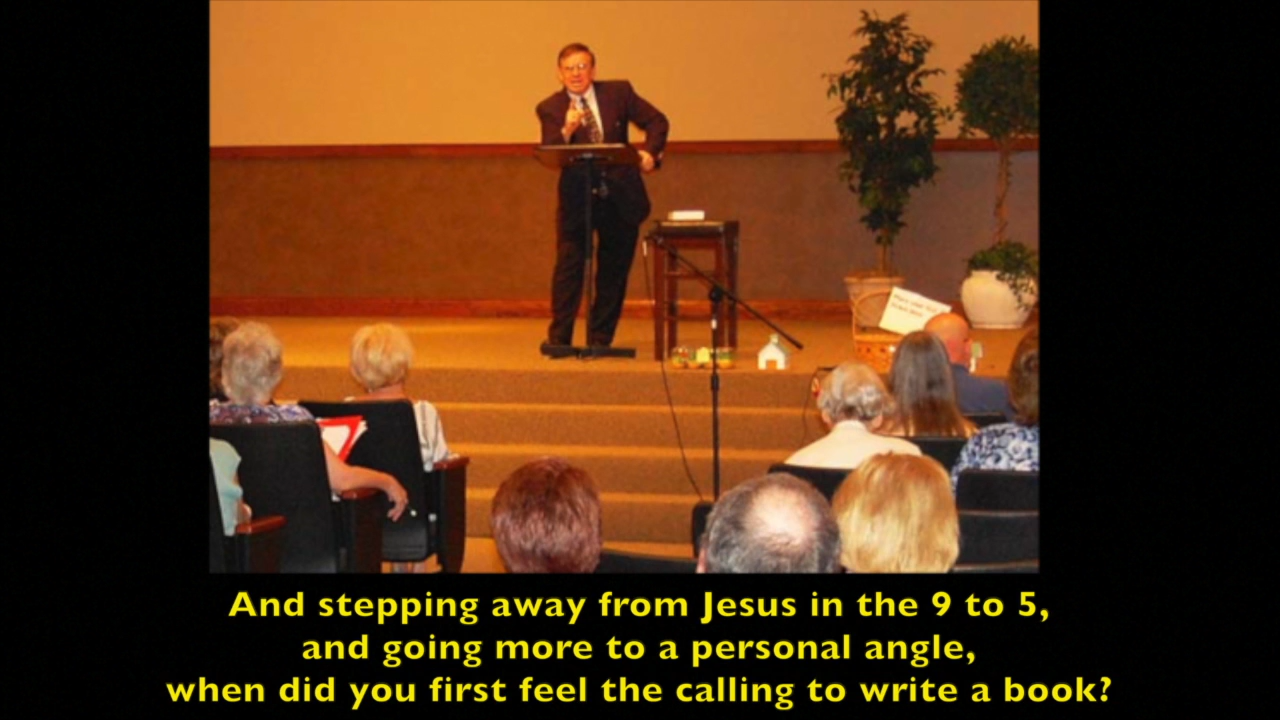 And stepping away from Jesus in the 9 to 5,
and going more to a personal angle,
when did you first feel the calling to write a book?